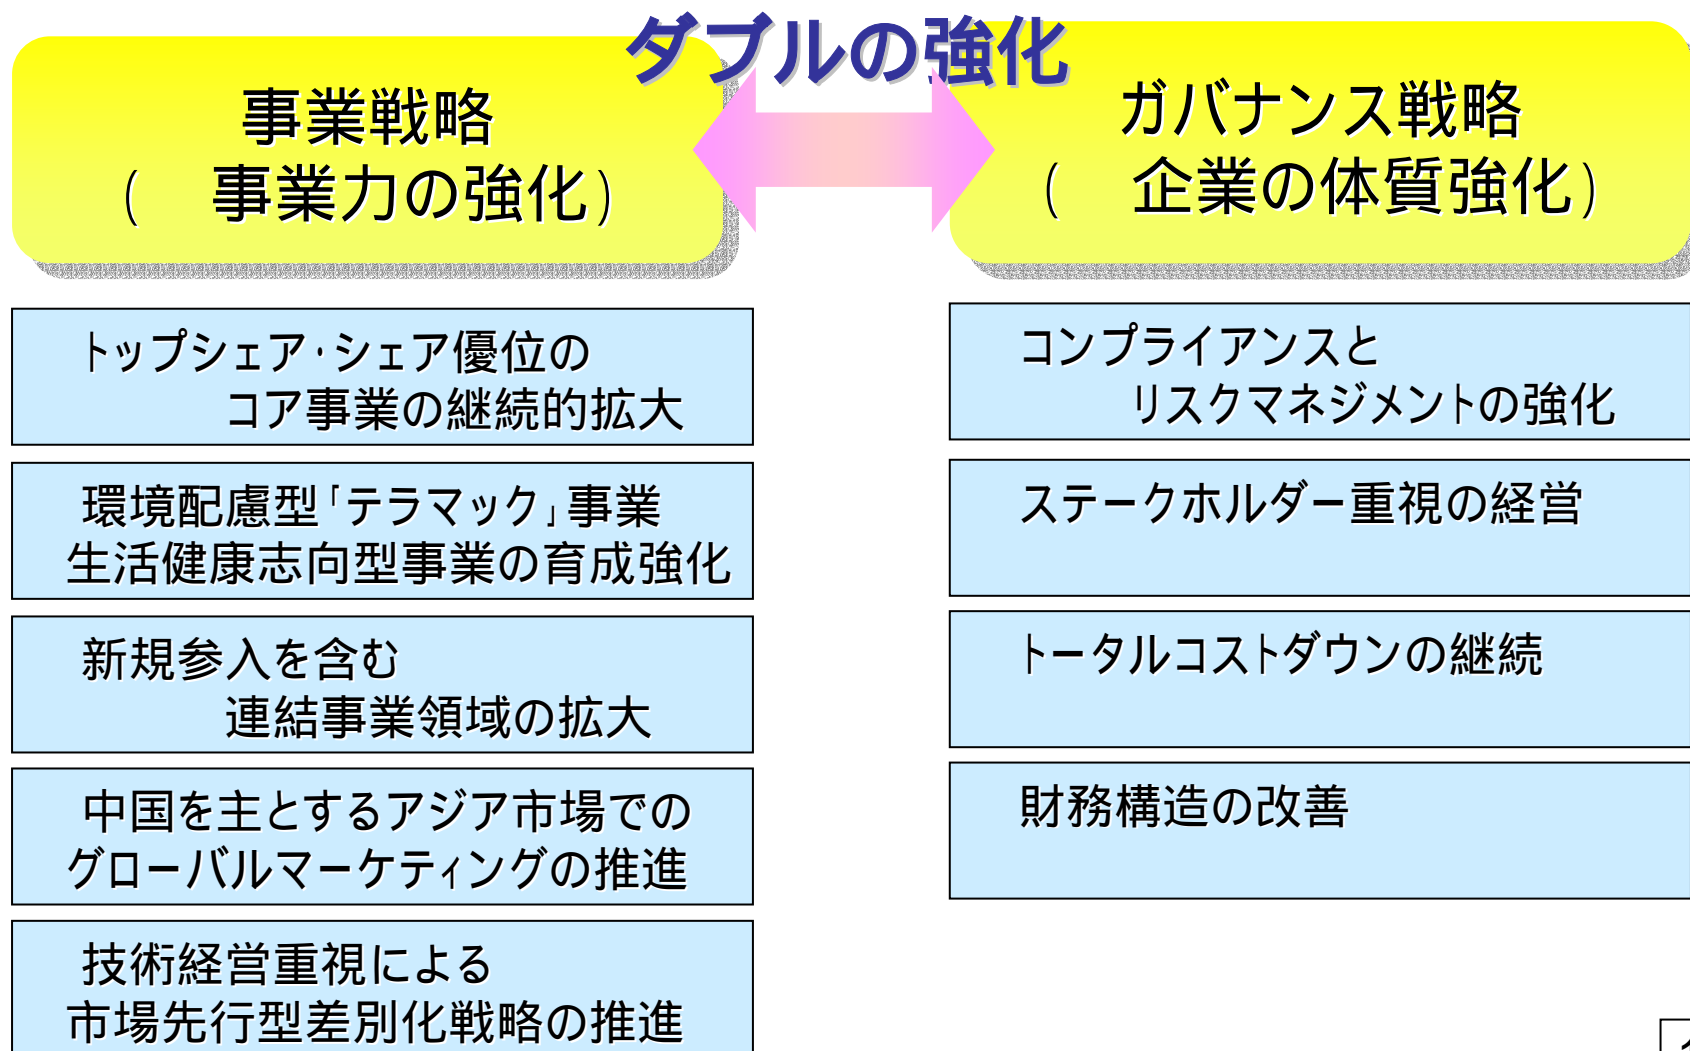 ダブルの強化
事業戦略
(　事業力の強化)
トップシェア・シェア優位の
コア事業の継続的拡大
環境配慮型「テラマック」事業
生活健康志向型事業の育成強化
新規参入を含む
連結事業領域の拡大
中国を主とするアジア市場での
グローバルマーケティングの推進
技術経営重視による
市場先行型差別化戦略の推進
ガバナンス戦略
(　企業の体質強化)
コンプライアンスと
リスクマネジメントの強化
ステークホルダー重視の経営
トータルコストダウンの継続
財務構造の改善